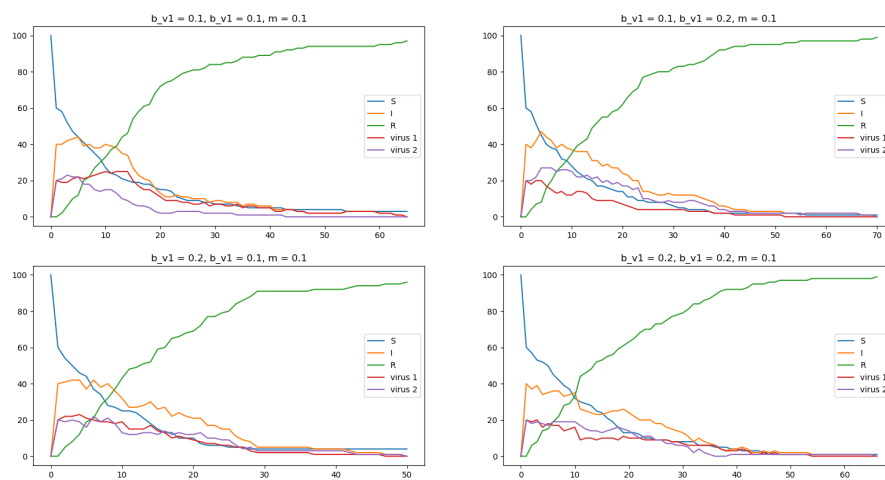 b_v1 = 0.1, b_v1 = 0.1, m = 0.1
100
80
60
40
20
0
0 10 20 30 40 50 60
S
I
R
virus 1
virus 2
b_v1 = 0.1, b_v1 = 0.2, m = 0.1
100
80
60
40
20
0
0 10 20 30 40 50 60 70
S
I
R
virus 1
virus 2
b_v1 = 0.2, b_v1 = 0.1, m = 0.1
100
80
60
40
20
0
0 10 20 30 40 50
S
I
R
virus 1
virus 2
b_v1 = 0.2, b_v1 = 0.2, m = 0.1
100
80
60
40
20
0
0 10 20 30 40 50 60
S
I
R
virus 1
virus 2